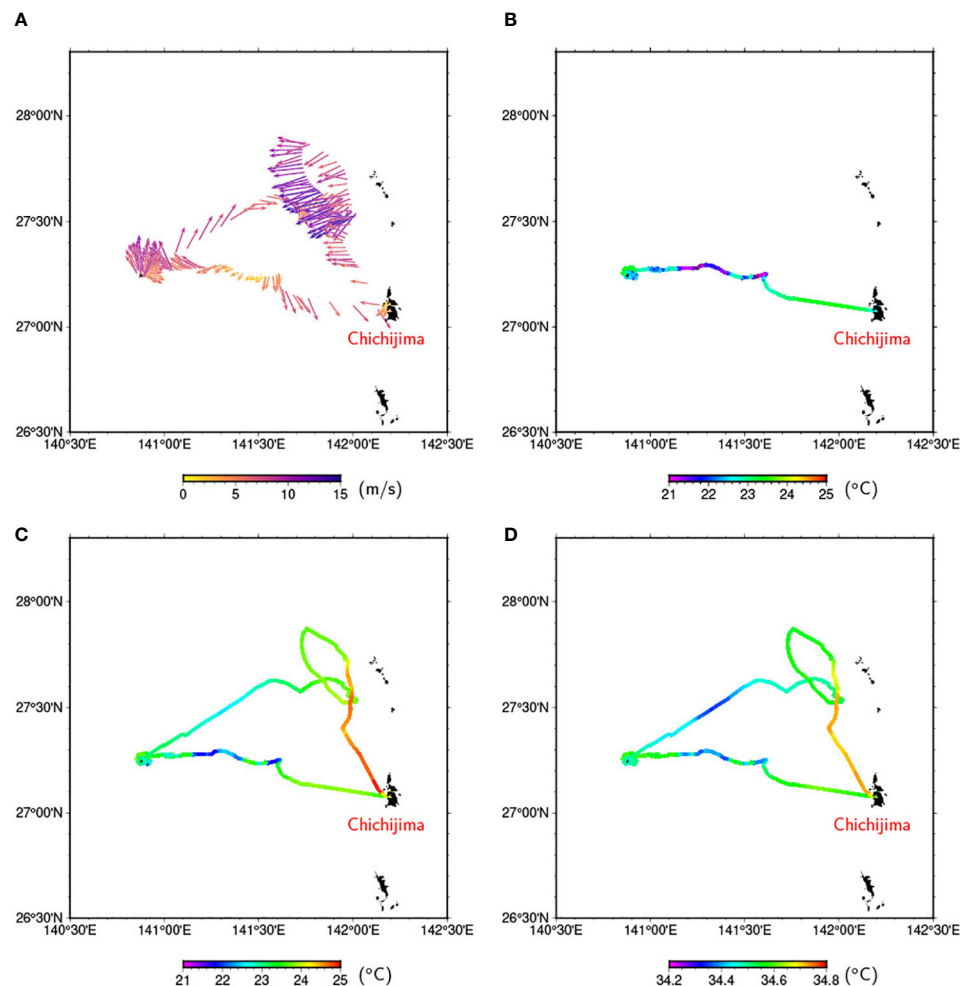 A
28°00'N
27°30'N
27°00'N
26°30'N
140°30'E 141°00'E 141°30'E 142°00'E 142°30'E
Chichijima
0 5 10 15 (m/s)
B
28°00'N
27°30'N
27°00'N
26°30'N
140°30'E 141°00'E 141°30'E 142°00'E 142°30'E
Chichijima
21 22 23 24 25 (°C)
C
28°00'N
27°30'N
27°00'N
26°30'N
140°30'E 141°00'E 141°30'E 142°00'E 142°30'E
Chichijima
21 22 23 24 25 (°C)
D
28°00'N
27°30'N
27°00'N
26°30'N
140°30'E 141°00'E 141°30'E 142°00'E 142°30'E
Chichijima
34.2 34.4 34.6 34.8 (°C)